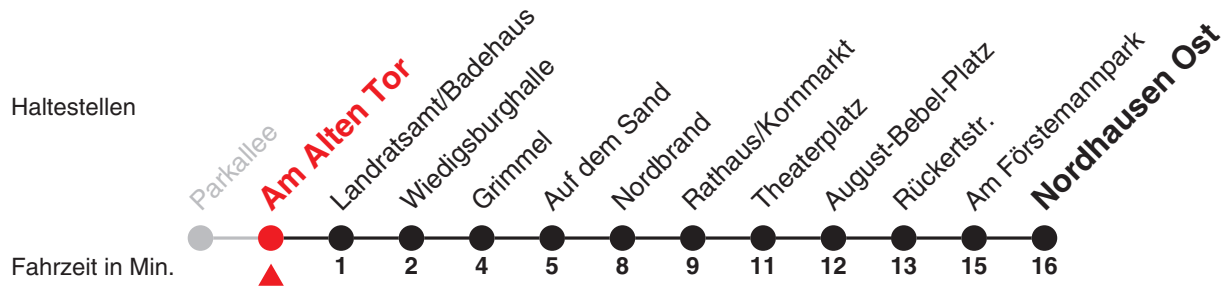 Haltestellen
Parkallee
Am Alten Tor
Landratsamt/Badehaus
Wiedigsburghalle
Grimmel
Auf dem Sand
Nordbrand
Rathaus/Kornmarkt
Theaterplatz
August-Bebel-Platz
Rückertstr.
Am Förstemannpark
Nordhausen Ost
Fahrzeit in Min. 1 2 4 5 8 9 11 12 13 15 16